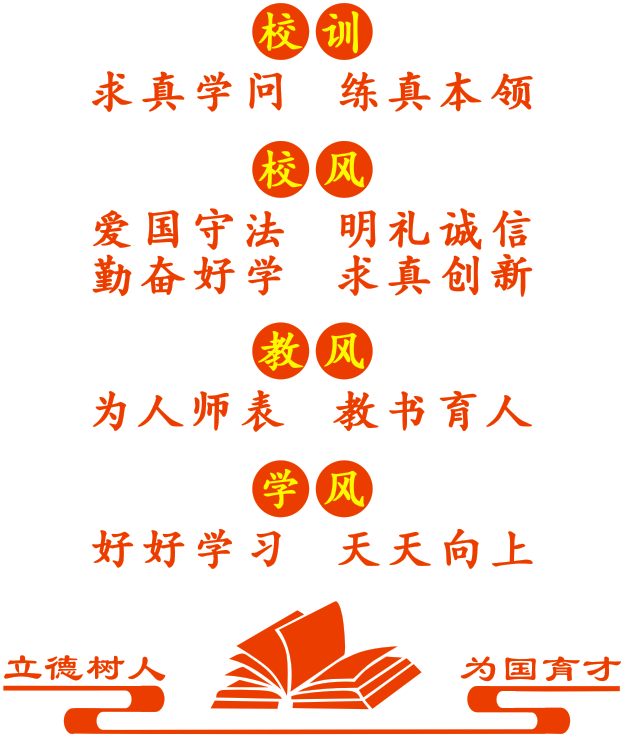 校训
求真学问 练真本领
校风
爱国守法 明礼诚信
勤奋好学 求真创新
教风
为人师表 教书育人
学风
好好学习 天天向上
立德树人 为国育才